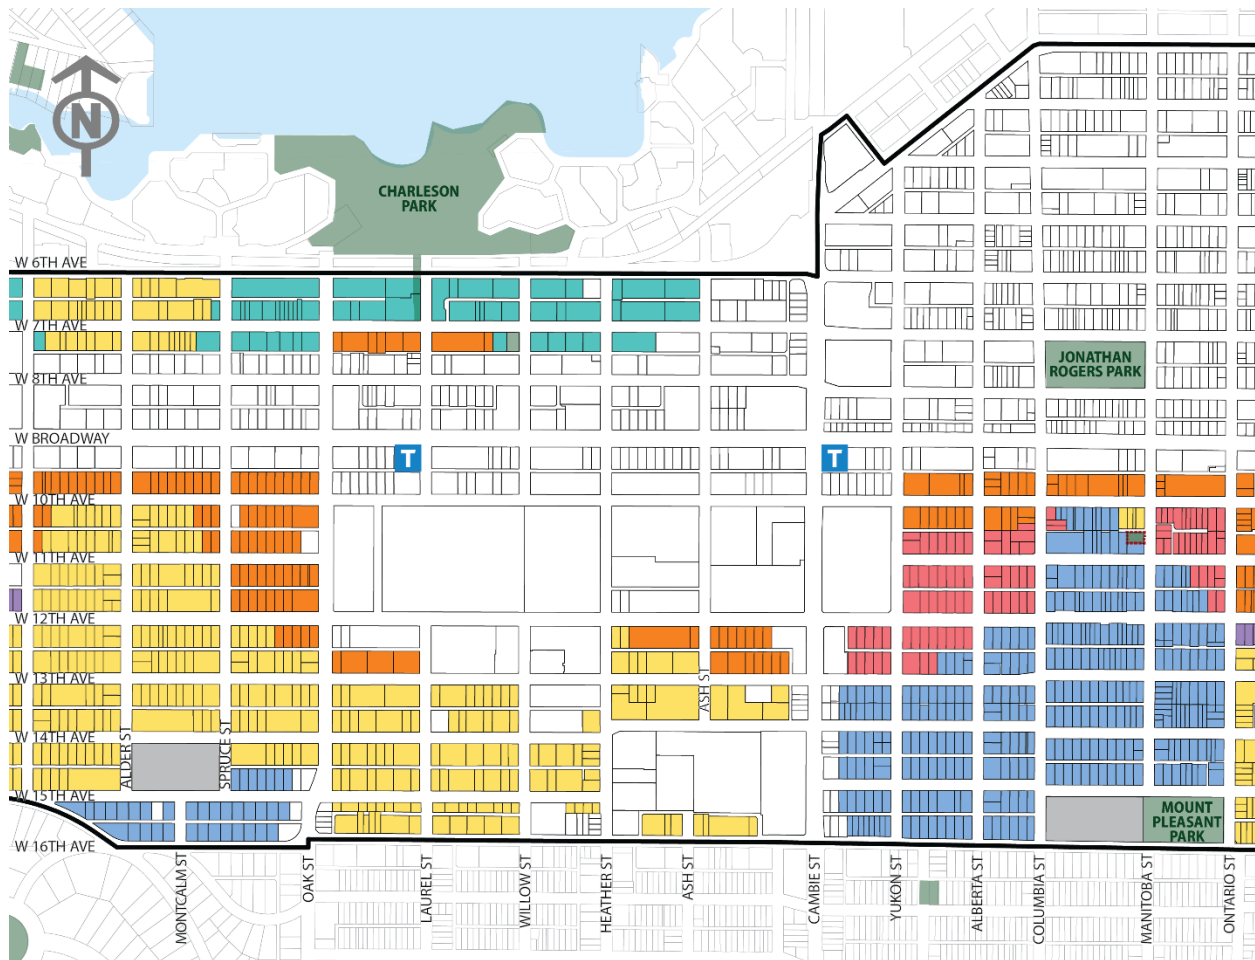 N
CHARLESON
PARK
W 6TH AVE
W 7TH AVE
JONATHAN
ROGERS PARK
W 8TH AVE
W BROADWAY
T
T
W 10TH AVE
W 11TH AVE
W 12TH AVE
W 13TH AVE
ASH ST
W 14TH AVE
ALDER ST
SPRUCE ST
W 15TH AVE
MOUNT
PLEASANT
PARK
W 16TH AVE
MONTCALM ST
OAK ST
LAUREL ST
WILLOW ST
HEATHER ST
ASH ST
CAMBIE ST
YUKON ST
ALBERTA ST
COLUMBIA ST
MANITOBA ST
ONTARIO ST